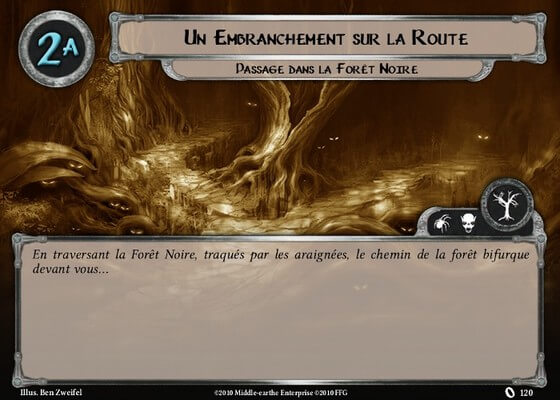 2A
Un Embranchement sur la Route
Passage dans la Forêt Noire
En traversant la Forêt Noire, traqués par les araignées, le chemin de la forêt bifurque
devant vous...
Illus. Ben Zweifel
©2010 Middle-earthe Enterprise ©2010 FFG
120